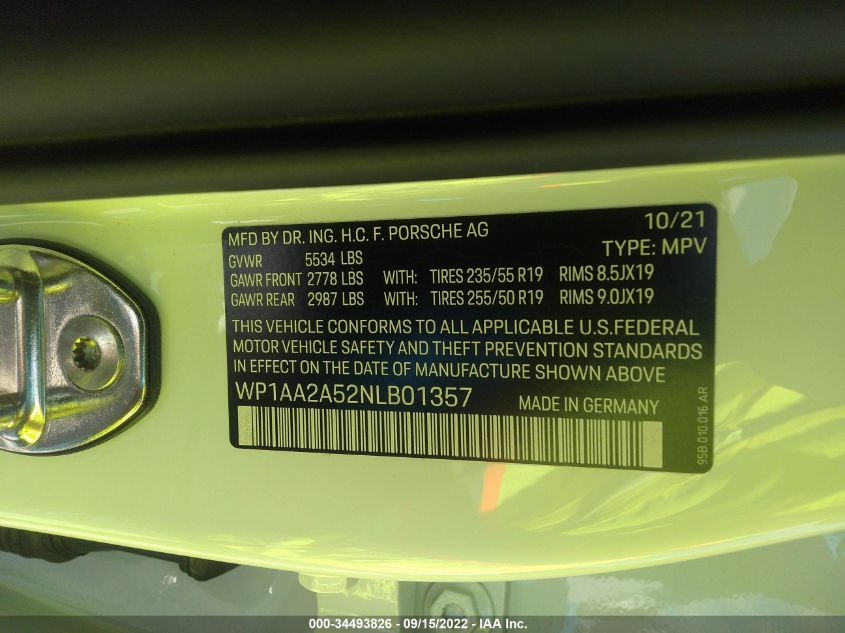 MFD BY DR. ING. H.C. F. PORSCHE AG 10/21
TYPE: MPV
GVWR 5534 LBS
GAWR FRONT 2778 LBS WITH: TIRES 235/55 R19 RIMS 8.5JX19
GAWR REAR 2987 LBS WITH: TIRES 255/50 R19 RIMS 9.0JX19
THIS VEHICLE CONFORMS TO ALL APPLICABLE U.S.FEDERAL
MOTOR VEHICLE SAFETY AND THEFT PREVENTION STANDARDS
IN EFFECT ON THE DATE OF MANUFACTURE SHOWN ABOVE
WP1AA2A52NLB01357 MADE IN GERMANY
95B.010.016 AR
000-34493826 - 09/15/2022 - IAA Inc.